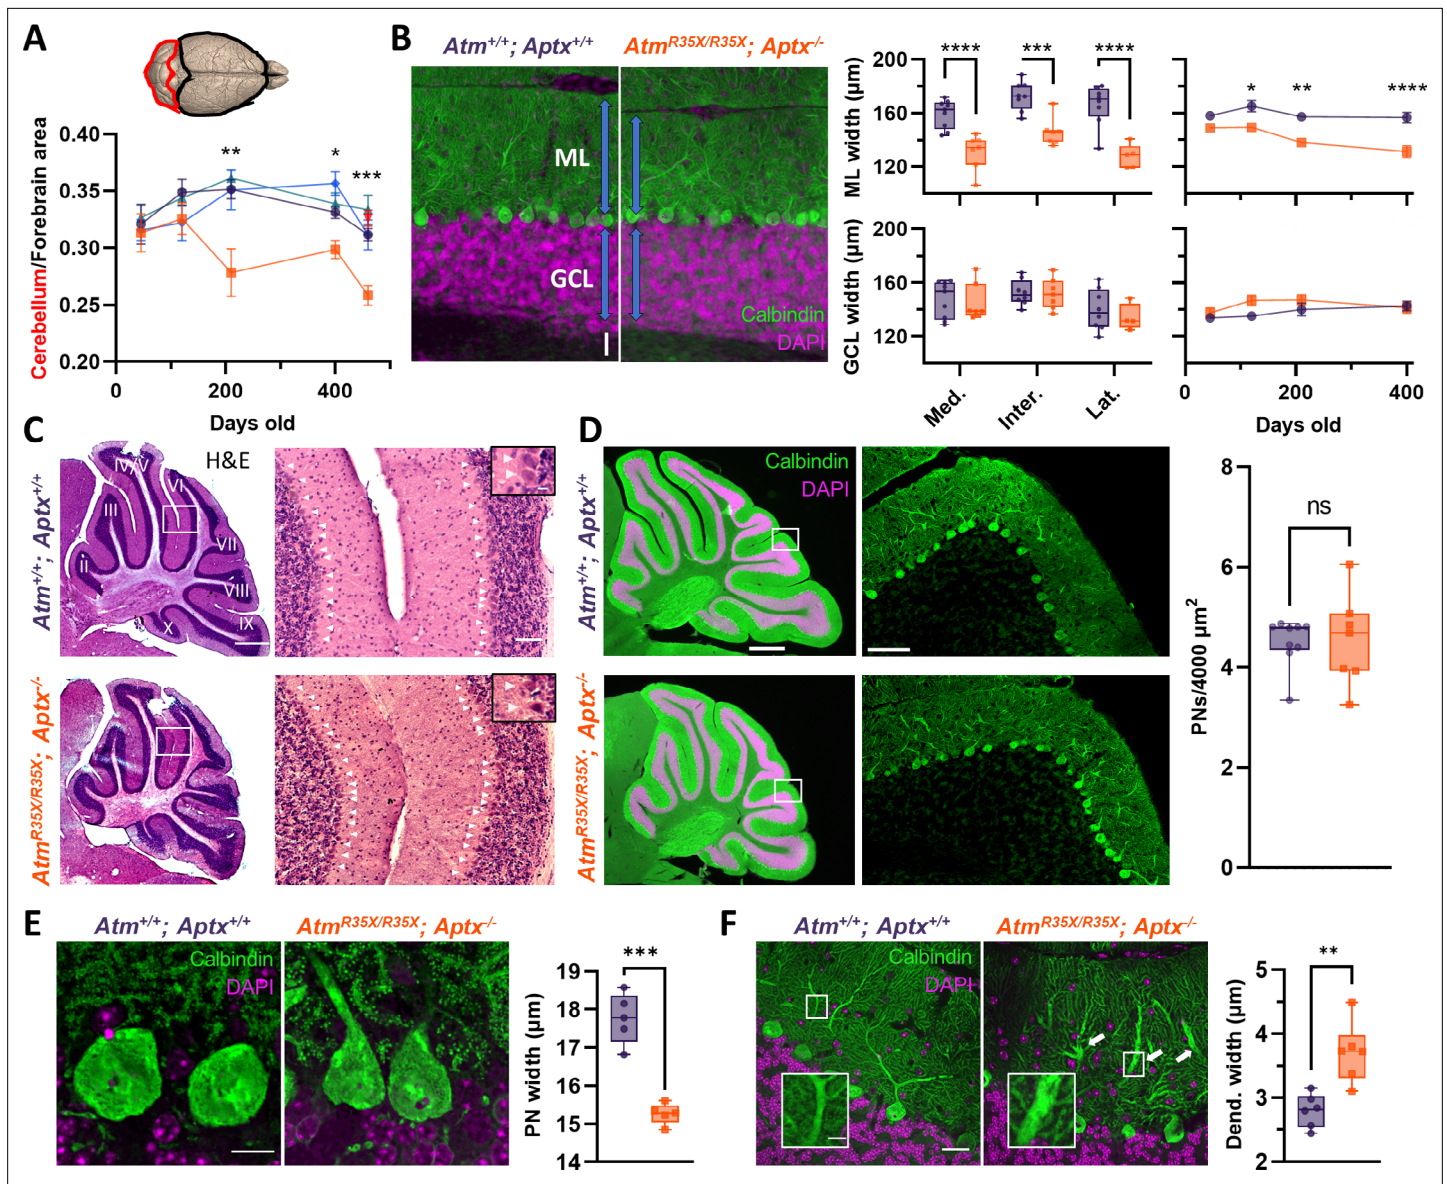 A
0.40
0.35
0.30
0.25
0.20
Cerebellum/Forebrain area
**
*
***
0
200
400
Days old
B
Atm+/+; Aptx+/+
AtmR35X/R35X; Aptx-/-
ML
GCL
Calbindin
DAPI
ML width (µm)
200
160
120
****
***
****
*
**
****
GCL width (µm)
200
160
120
Med.
Inter.
Lat.
0
200
400
Days old
C
H&E
Atm+/+; Aptx+/+
II
III
IV/V
VI
VII
VIII
IX
X
AtmR35X/R35X; Aptx-/-
D
Atm+/+; Aptx+/+
Calbindin
DAPI
AtmR35X/R35X; Aptx-/-
PNs/4000 µm2
8
6
4
2
0
ns
E
Atm+/+; Aptx+/+
AtmR35X/R35X; Aptx-/-
Calbindin
DAPI
PN width (µm)
19
18
17
16
15
14
***
F
Atm+/+; Aptx+/+
AtmR35X/R35X; Aptx-/-
Calbindin
DAPI
Dend. width (µm)
5
4
3
2
**